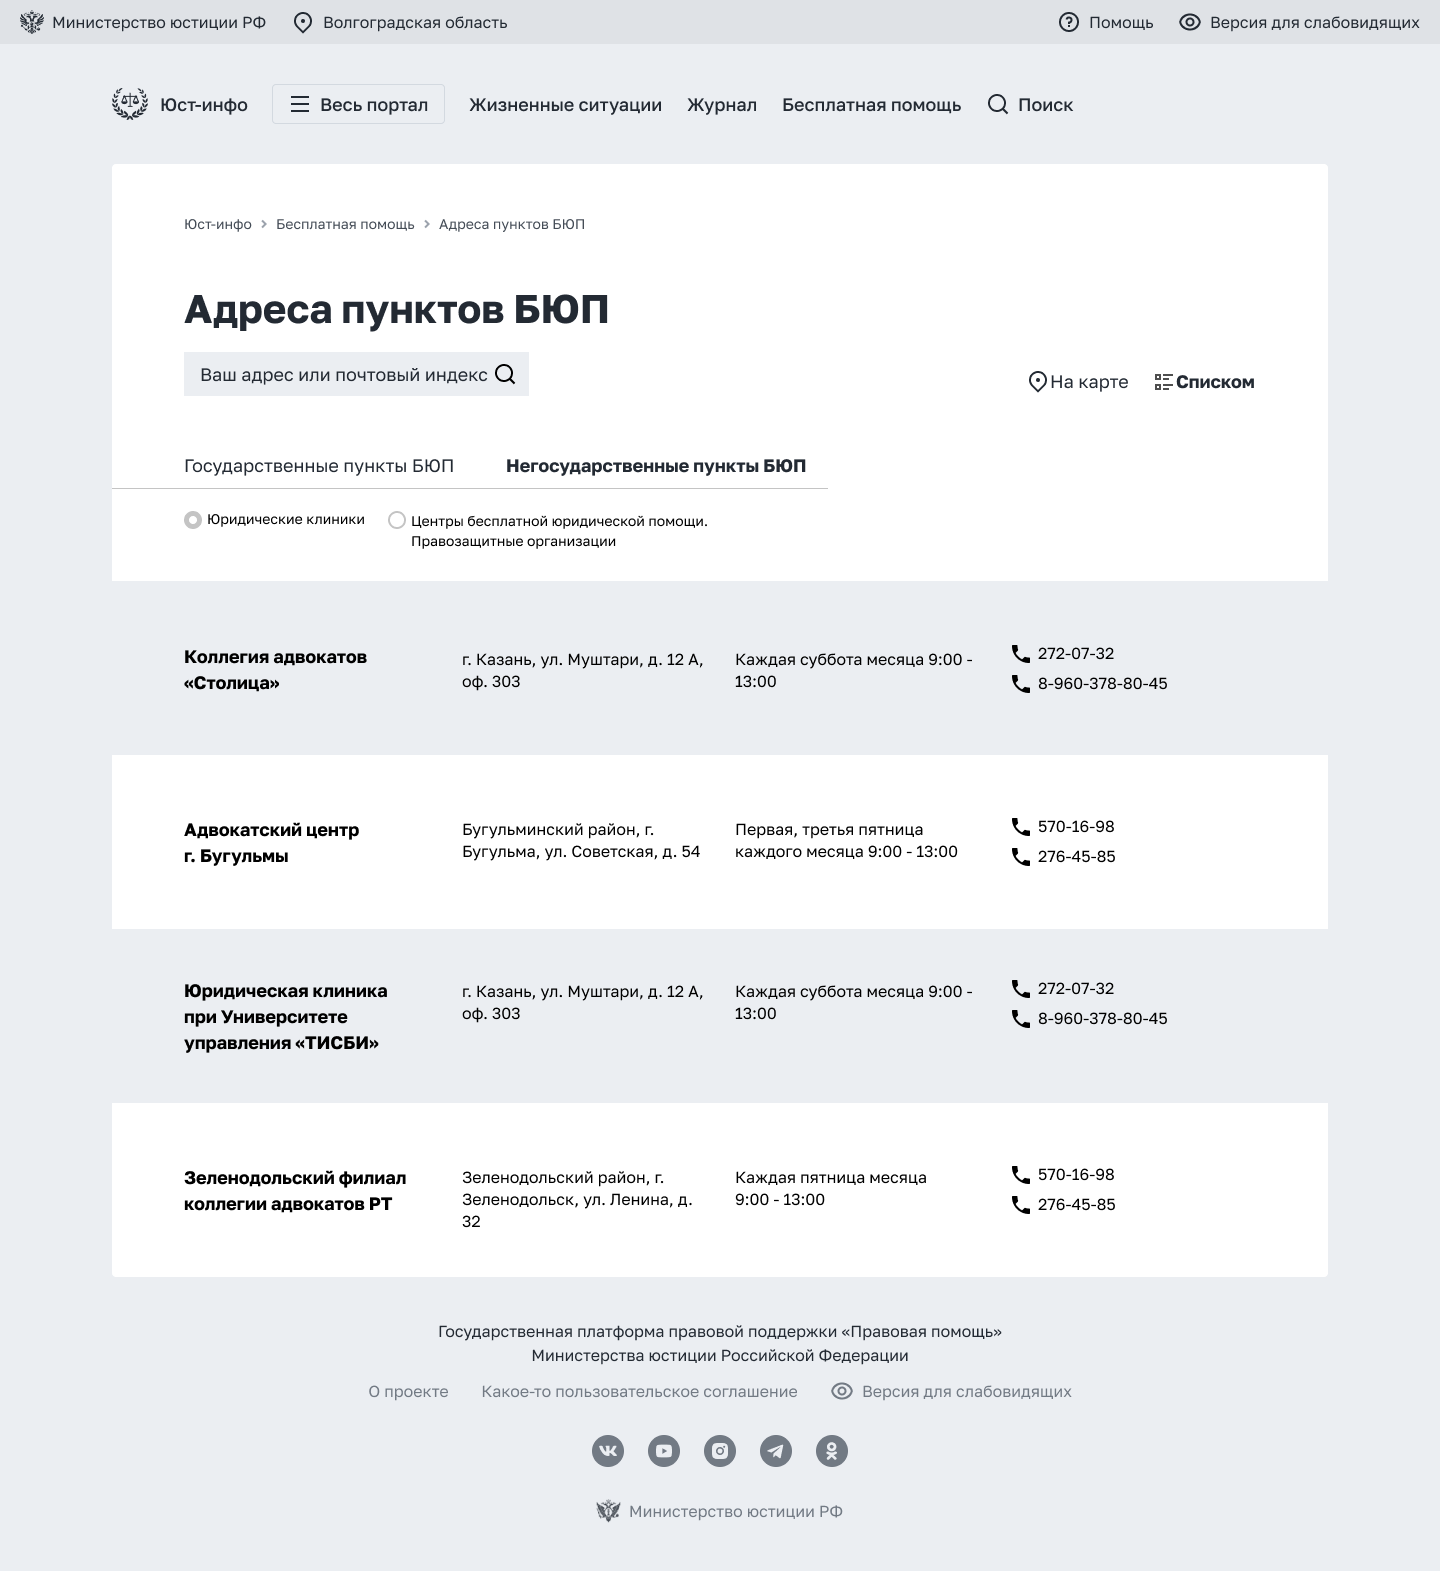 Министерство юстиции РФ
Волгоградская область
Помощь
Версия для слабовидящих
Юст-инфо
Весь портал
Жизненные ситуации
Журнал
Бесплатная помощь
Поиск
Юст-инфо
Бесплатная помощь
Адреса пунктов БЮП
Адреса пунктов БЮП
Ваш адрес или почтовый индекс
На карте
Списком
Государственные пункты БЮП
Негосударственные пункты БЮП
Юридические клиники
Центры бесплатной юридической помощи.
Правозащитные организации
Коллегия адвокатов
«Столица»
г. Казань, ул. Муштари, д. 12 А,
оф. 303
Каждая суббота месяца 9:00 -
13:00
272-07-32
8-960-378-80-45
Адвокатский центр
г. Бугульмы
Бугульминский район, г.
Бугульма, ул. Советская, д. 54
Первая, третья пятница
каждого месяца 9:00 - 13:00
570-16-98
276-45-85
Юридическая клиника
при Университете
управления «ТИСБИ»
г. Казань, ул. Муштари, д. 12 А,
оф. 303
Каждая суббота месяца 9:00 -
13:00
272-07-32
8-960-378-80-45
Зеленодольский филиал
коллегии адвокатов РТ
Зеленодольский район, г.
Зеленодольск, ул. Ленина, д.
32
Каждая пятница месяца
9:00 - 13:00
570-16-98
276-45-85
Государственная платформа правовой поддержки «Правовая помощь»
Министерства юстиции Российской Федерации
О проекте
Какое-то пользовательское соглашение
Версия для слабовидящих
Министерство юстиции РФ